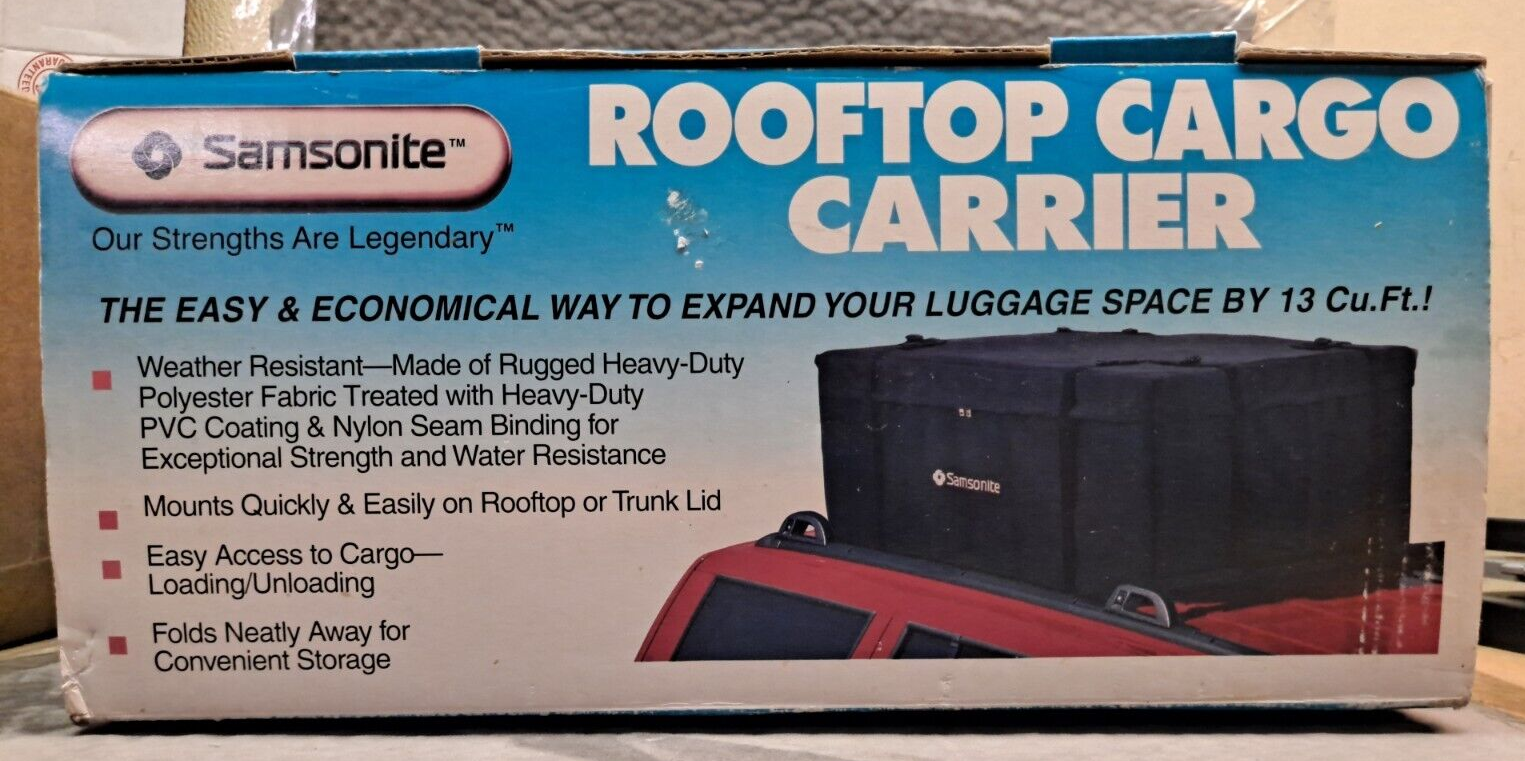 GUARANTEED
Samsonite™
Our Strengths Are Legendary™
ROOFTOP CARGO
CARRIER
THE EASY & ECONOMICAL WAY TO EXPAND YOUR LUGGAGE SPACE BY 13 Cu.Ft.!
Weather Resistant—Made of Rugged Heavy-Duty
Polyester Fabric Treated with Heavy-Duty
PVC Coating & Nylon Seam Binding for
Exceptional Strength and Water Resistance
Mounts Quickly & Easily on Rooftop or Trunk Lid
Easy Access to Cargo—
Loading/Unloading
Folds Neatly Away for
Convenient Storage
Samsonite